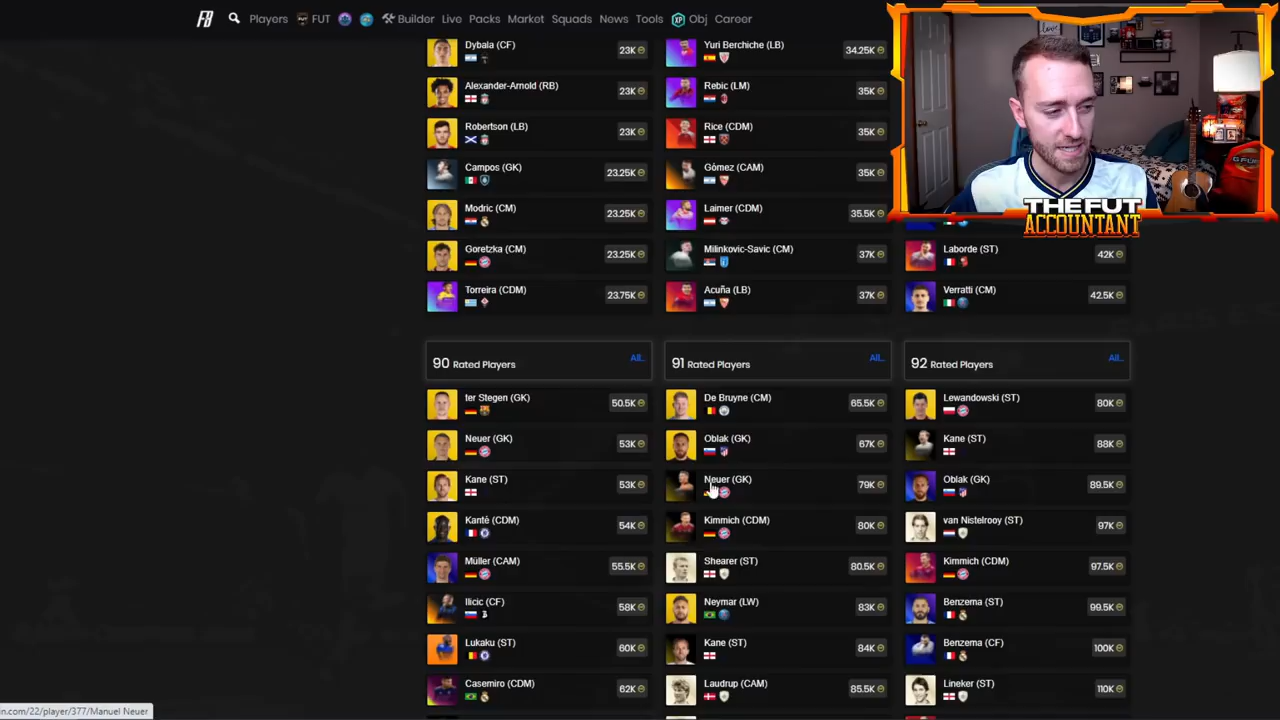 FB Players FUT Builder Live Packs Market Squads News Tools XP Obj Career
Dybala (CF) 23K
Alexander-Arnold (RB) 23K
Robertson (LB) 23K
Campos (GK) 23.25K
Modric (CM) 23.25K
Goretzka (CM) 23.25K
Torreira (CDM) 23.75K
Yuri Berchiche (LB) 34.25K
Rebic (LM) 35K
Rice (CDM) 35K
Gómez (CAM) 35K
Laimer (CDM) 35.5K
Milinkovic-Savic (CM) 37K
Acuña (LB) 37K
THE FUT
ACCOUNTANT
Laborde (ST) 42K
Verratti (CM) 42.5K
90 Rated Players All..
ter Stegen (GK) 50.5K
Neuer (GK) 53K
Kane (ST) 53K
Kanté (CDM) 54K
Müller (CAM) 55.5K
Ilicic (CF) 58K
Lukaku (ST) 60K
Casemiro (CDM) 62K
91 Rated Players All..
De Bruyne (CM) 65.5K
Oblak (GK) 67K
Neuer (GK) 79K
Kimmich (CDM) 80K
Shearer (ST) 80.5K
Neymar (LW) 83K
Kane (ST) 84K
Laudrup (CAM) 85.5K
92 Rated Players All..
Lewandowski (ST) 80K
Kane (ST) 88K
Oblak (GK) 89.5K
van Nistelrooy (ST) 97K
Kimmich (CDM) 97.5K
Benzema (ST) 99.5K
Benzema (CF) 100K
Lineker (ST) 110K
in.com/22/player/377/Manuel Neuer